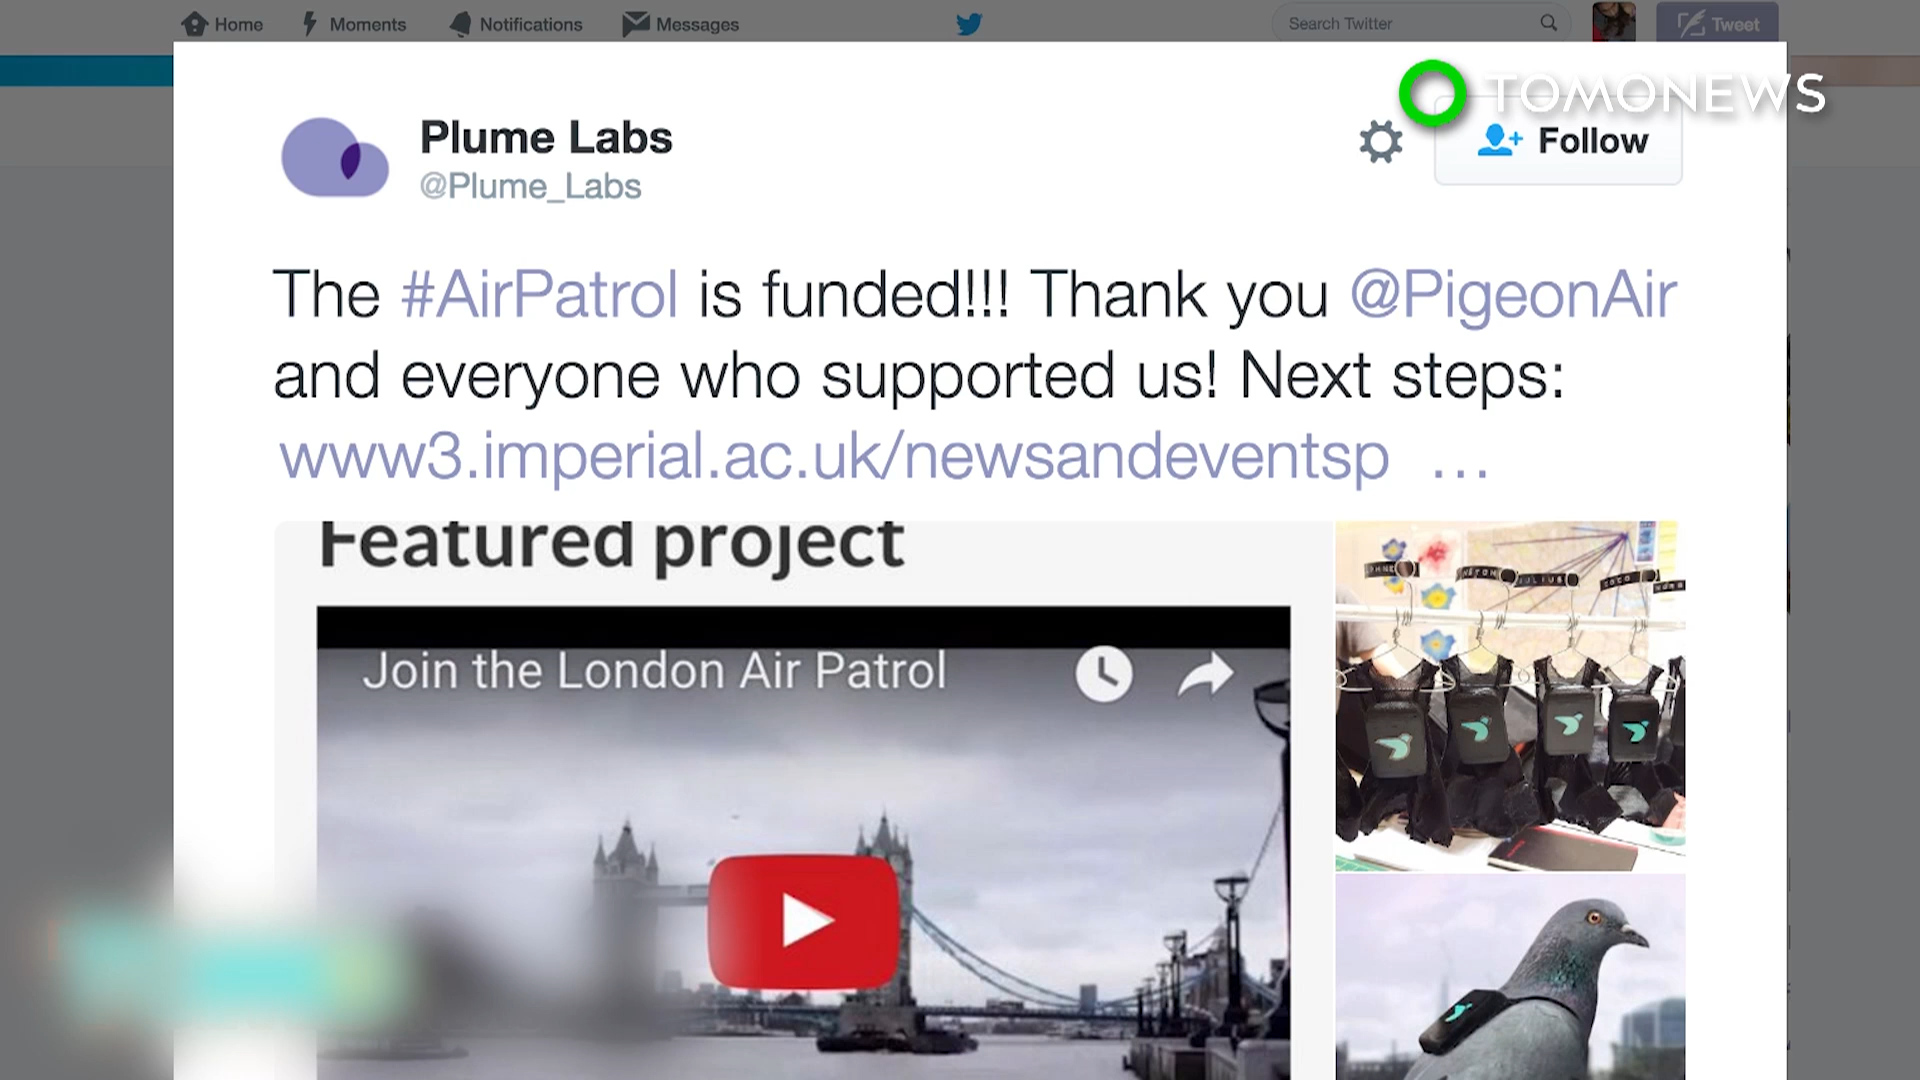 Home Moments Notifications Messages Search Twitter Tweet
TOMONEWS
Plume Labs
@Plume_Labs
Follow
The #AirPatrol is funded!!! Thank you @PigeonAir
and everyone who supported us! Next steps:
www3.imperial.ac.uk/newsandeventsp …
Featured project
Join the London Air Patrol
JULIUS COCO